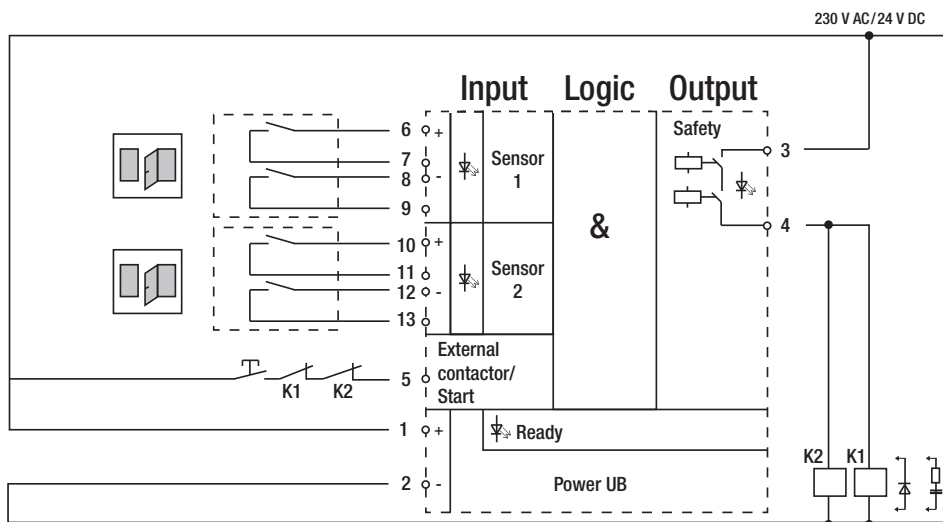 230 V AC/24 V DC
Input Logic Output
Safety
6 +
7
8 -
9
Sensor
1
3
4
&
10 +
11
12 -
13
Sensor
2
K1 K2 5
External
contactor/
Start
1 +
Ready
2 -
Power UB
K2 K1